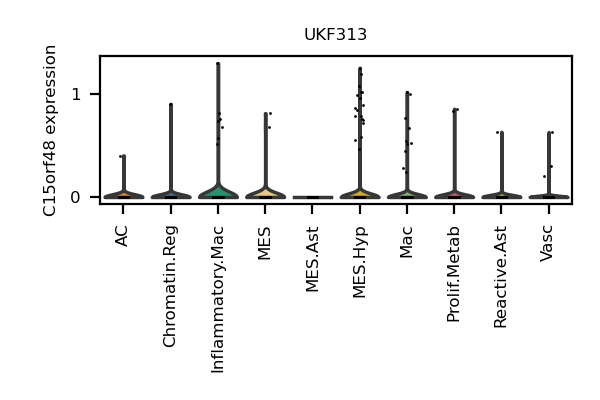 UKF313
C15orf48 expression
1
0
AC
Chromatin.Reg
Inflammatory.Mac
MES
MES.Ast
MES.Hyp
Mac
Prolif.Metab
Reactive.Ast
Vasc